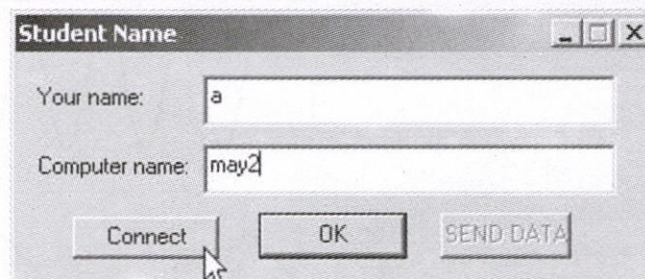 Student Name
Your name: a
Computer name: may2
Connect OK SEND DATA